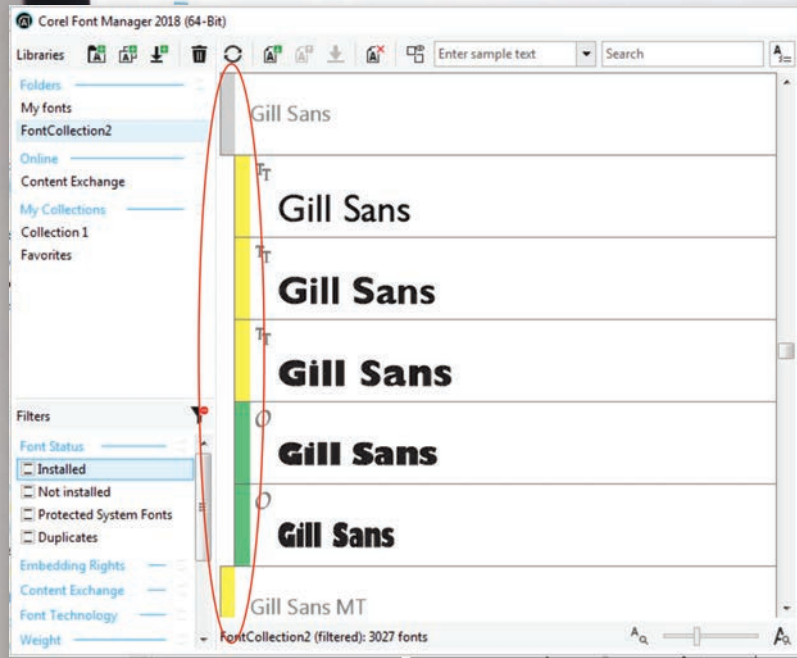 Corel Font Manager 2018 (64-Bit)
Libraries
Enter sample text
Search
Folders
My fonts
FontCollection2
Online
Content Exchange
My Collections
Collection 1
Favorites
Filters
Font Status
Installed
Not installed
Protected System Fonts
Duplicates
Embedding Rights
Content Exchange
Font Technology
Weight
Gill Sans
Gill Sans
Gill Sans
Gill Sans
Gill Sans
Gill Sans
Gill Sans MT
FontCollection2 (filtered): 3027 fonts